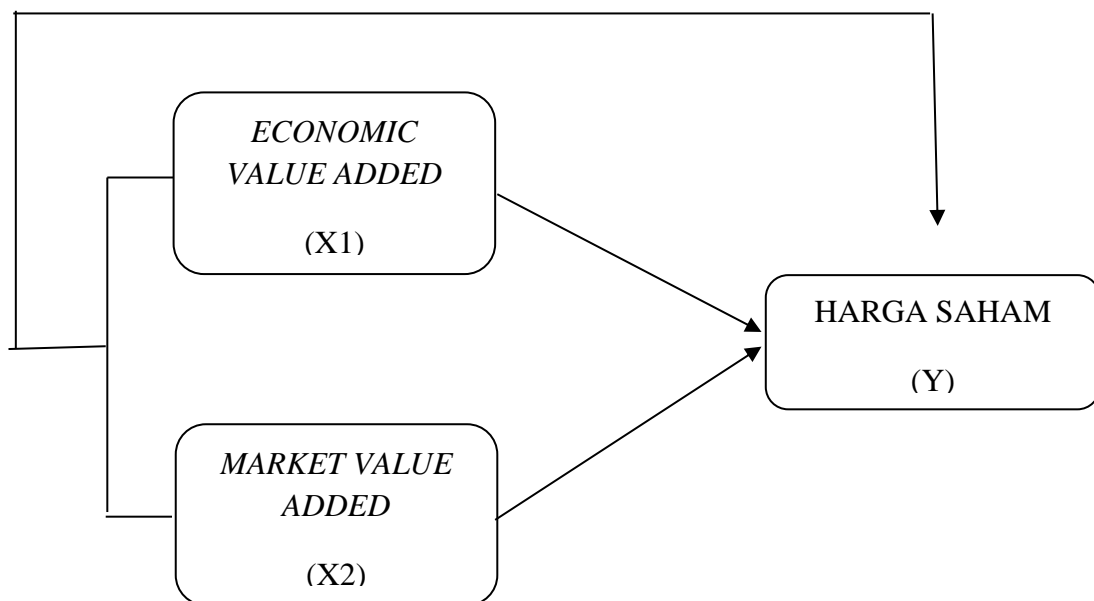 ECONOMIC
VALUE ADDED
(X1)
HARGA SAHAM
(Y)
MARKET VALUE
ADDED
(X2)